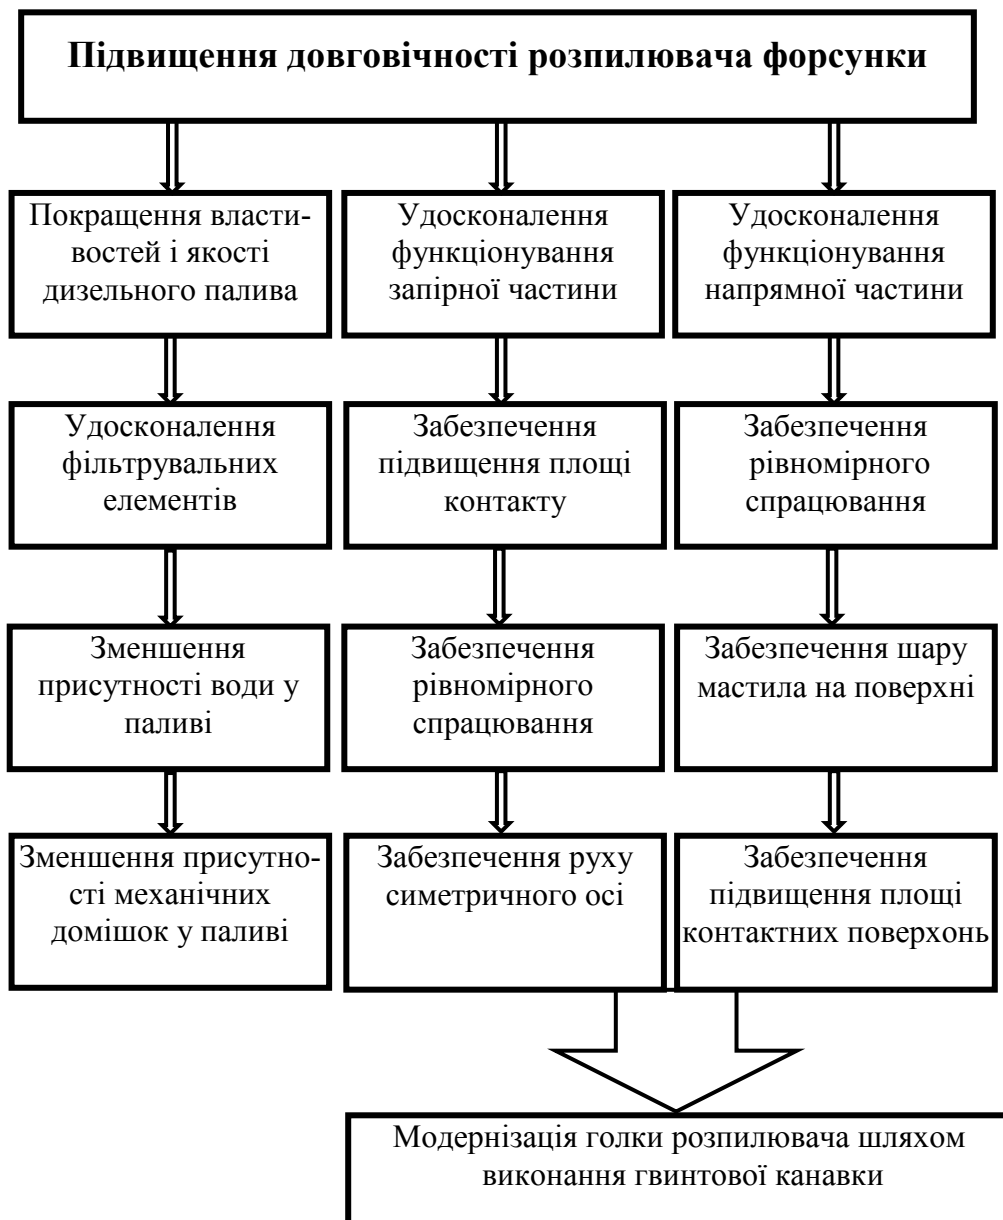 Підвищення довговічності розпилювача форсунки
Покращення власти-
востей і якості
дизельного палива
Удосконалення
функціонування
запірної частини
Удосконалення
функціонування
напрямної частини
Удосконалення
фільтрувальних
елементів
Забезпечення
підвищення площі
контакту
Забезпечення
рівномірного
спрацювання
Зменшення
присутності води у
паливі
Забезпечення
рівномірного
спрацювання
Забезпечення шару
мастила на поверхні
Зменшення присутно-
сті механічних
домішок у паливі
Забезпечення руху
симетричного осі
Забезпечення
підвищення площі
контактних поверхонь
Модернізація голки розпилювача шляхом
виконання гвинтової канавки